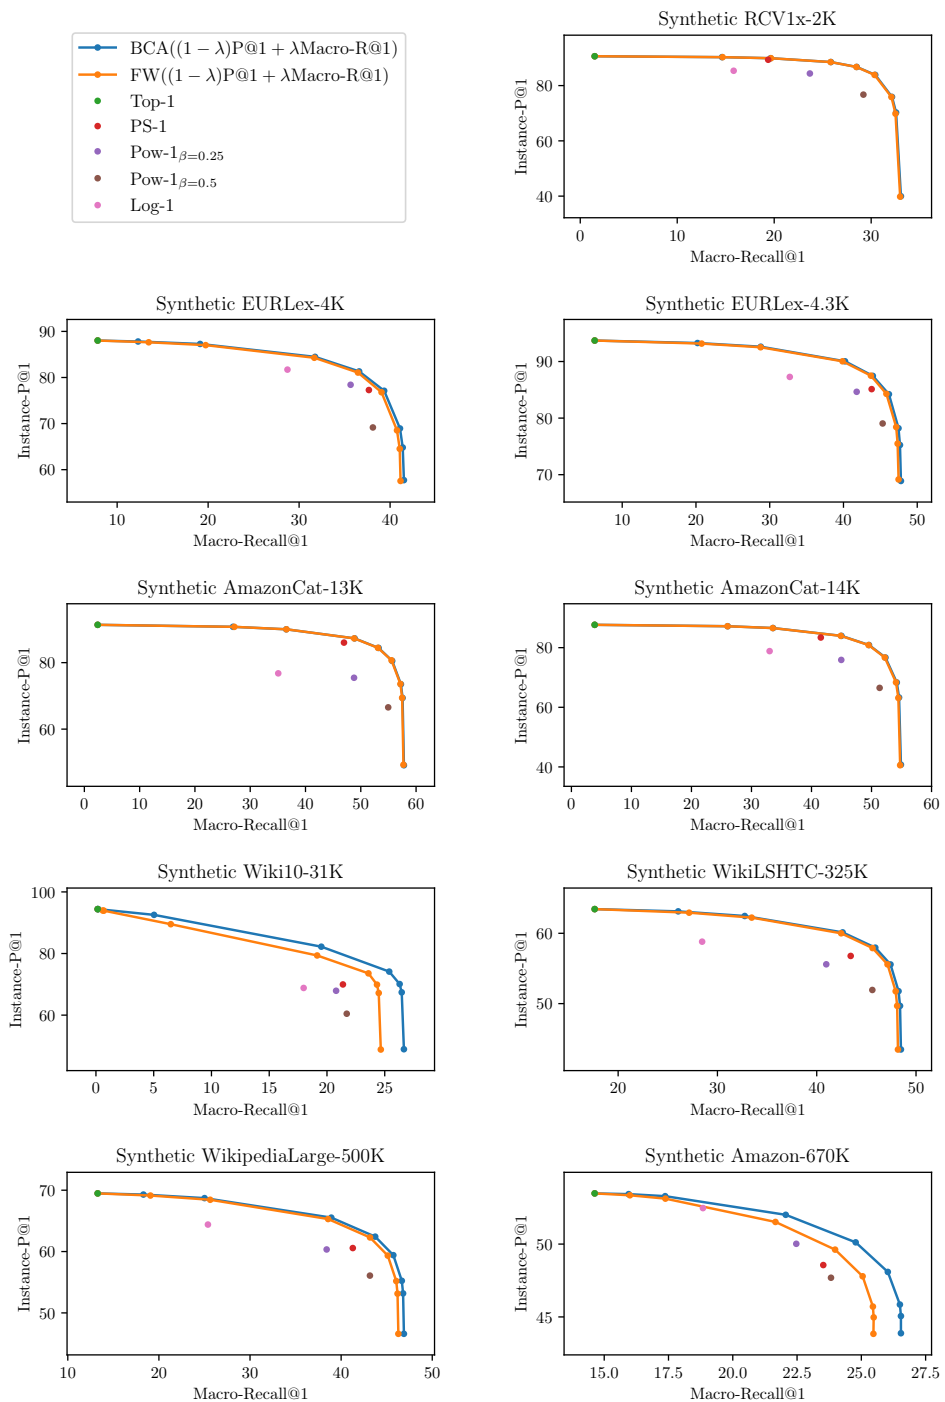 BCA((1 − λ)P@1 + λMacro-R@1)
FW((1 − λ)P@1 + λMacro-R@1)
Top-1
PS-1
Pow-1β=0.25
Pow-1β=0.5
Log-1
Synthetic RCV1x-2K
Instance-P@1
80
60
40
0 10 20 30
Macro-Recall@1
Synthetic EURLex-4K
Instance-P@1
90
80
70
60
10 20 30 40
Macro-Recall@1
Synthetic EURLex-4.3K
Instance-P@1
90
80
70
10 20 30 40 50
Macro-Recall@1
Synthetic AmazonCat-13K
Instance-P@1
80
60
0 10 20 30 40 50 60
Macro-Recall@1
Synthetic AmazonCat-14K
Instance-P@1
80
60
40
0 10 20 30 40 50 60
Macro-Recall@1
Synthetic Wiki10-31K
Instance-P@1
100
80
60
0 5 10 15 20 25
Macro-Recall@1
Synthetic WikiLSHTC-325K
Instance-P@1
60
50
20 30 40 50
Macro-Recall@1
Synthetic WikipediaLarge-500K
Instance-P@1
70
60
50
10 20 30 40 50
Macro-Recall@1
Synthetic Amazon-670K
Instance-P@1
50
45
15.0 17.5 20.0 22.5 25.0 27.5
Macro-Recall@1